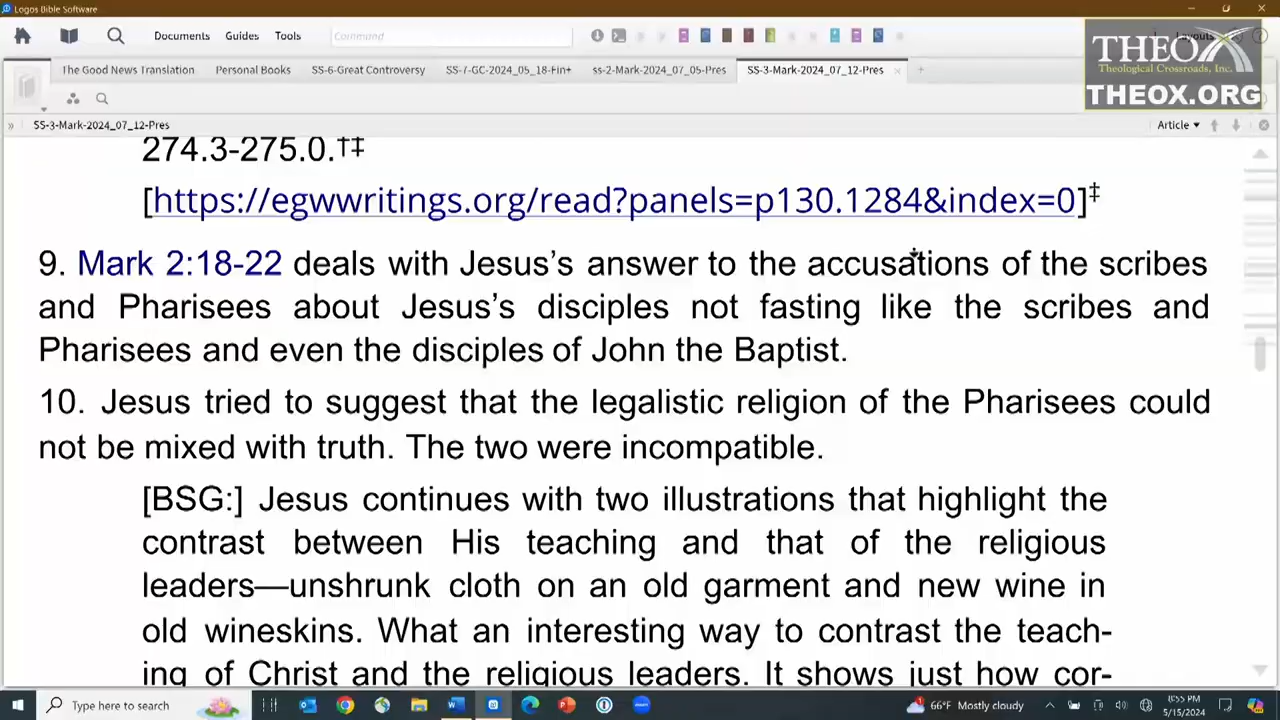 Logos Bible Software
Documents Guides Tools Command
THEOX
Theological Crossroads, Inc.
THEOX.ORG
The Good News Translation Personal Books SS-6-Great Controversy _05_18-Fin+ ss-2-Mark-2024_07_05-Pres SS-3-Mark-2024_07_12-Pres
SS-3-Mark-2024_07_12-Pres Article
274.3-275.0.†‡
[https://egwwritings.org/read?panels=p130.1284&index=0]‡
9. Mark 2:18-22 deals with Jesus’s answer to the accusations of the scribes
and Pharisees about Jesus’s disciples not fasting like the scribes and
Pharisees and even the disciples of John the Baptist.
10. Jesus tried to suggest that the legalistic religion of the Pharisees could
not be mixed with truth. The two were incompatible.
[BSG:] Jesus continues with two illustrations that highlight the
contrast between His teaching and that of the religious
leaders—unshrunk cloth on an old garment and new wine in
old wineskins. What an interesting way to contrast the teach-
ing of Christ and the religious leaders. It shows just how cor-
Type here to search 66°F Mostly cloudy 8:55 PM
5/15/2024